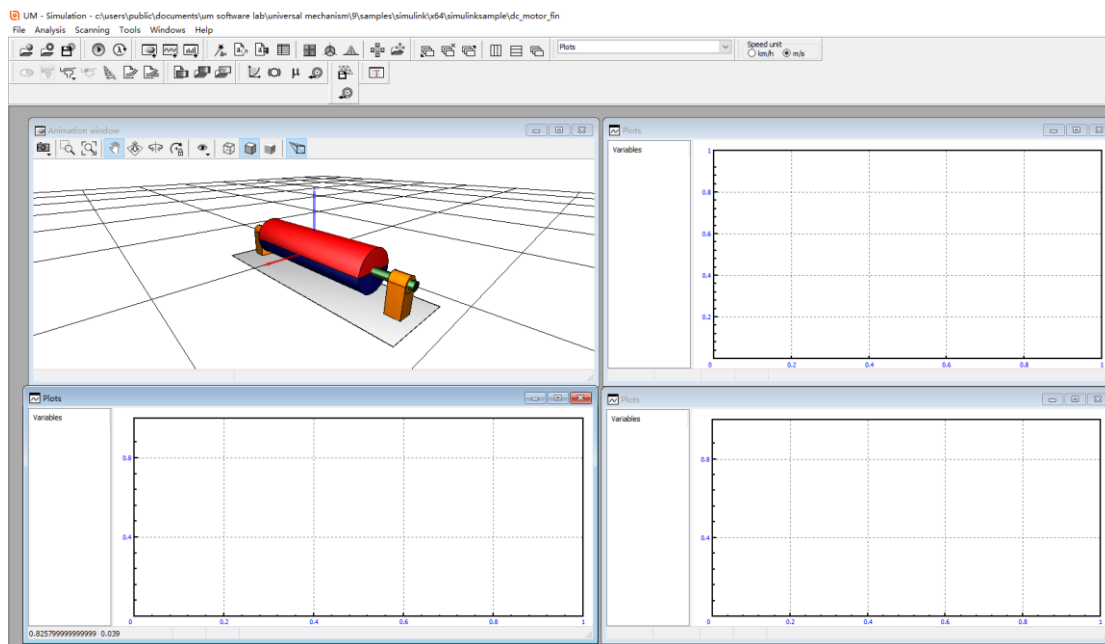 UM - Simulation - c:\users\public\documents\um software lab\universal mechanism\9\samples\simulink\x64\simulinksample\dc_motor_fin
File Analysis Scanning Tools Windows Help
Plots
Speed unit
km/h m/s
Animation window
Plots
Variables
1
0.8
0.6
0.4
0.2
0 0.2 0.4 0.6 0.8 1
Plots
Variables
0.8
0.4
0 0.2 0.4 0.6 0.8 1
0.825799999999999 0.039
Plots
Variables
0.8
0.4
0 0.2 0.4 0.6 0.8 1